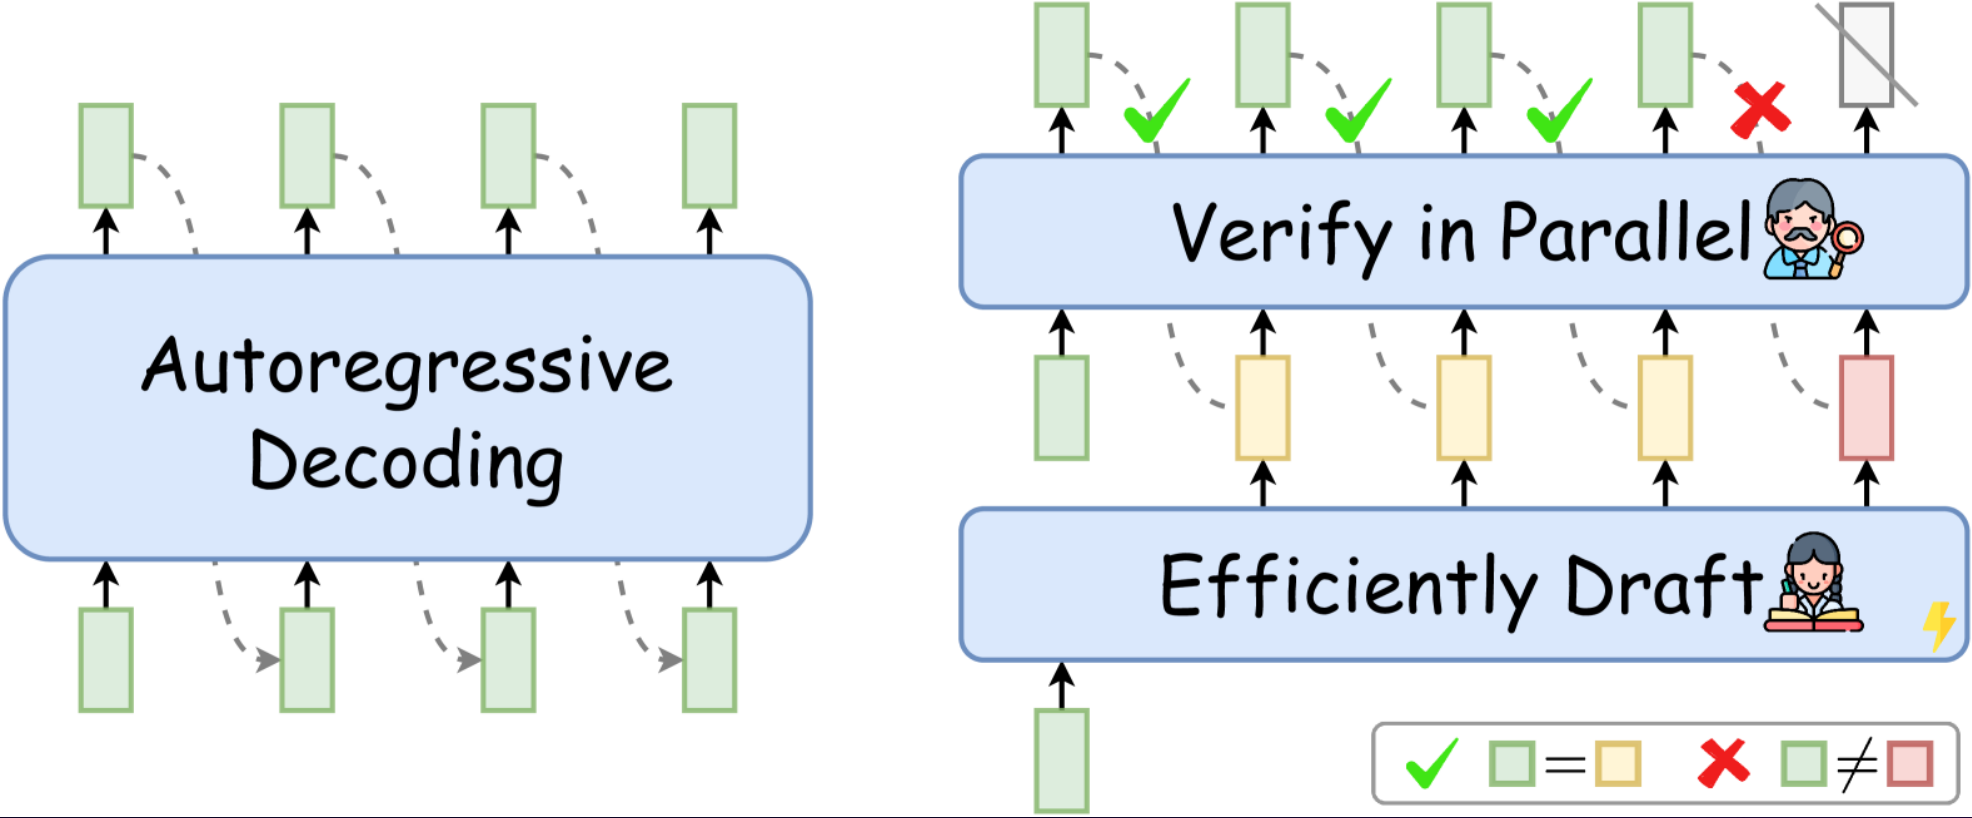 Autoregressive
Decoding
Verify in Parallel
Efficiently Draft
= ≠